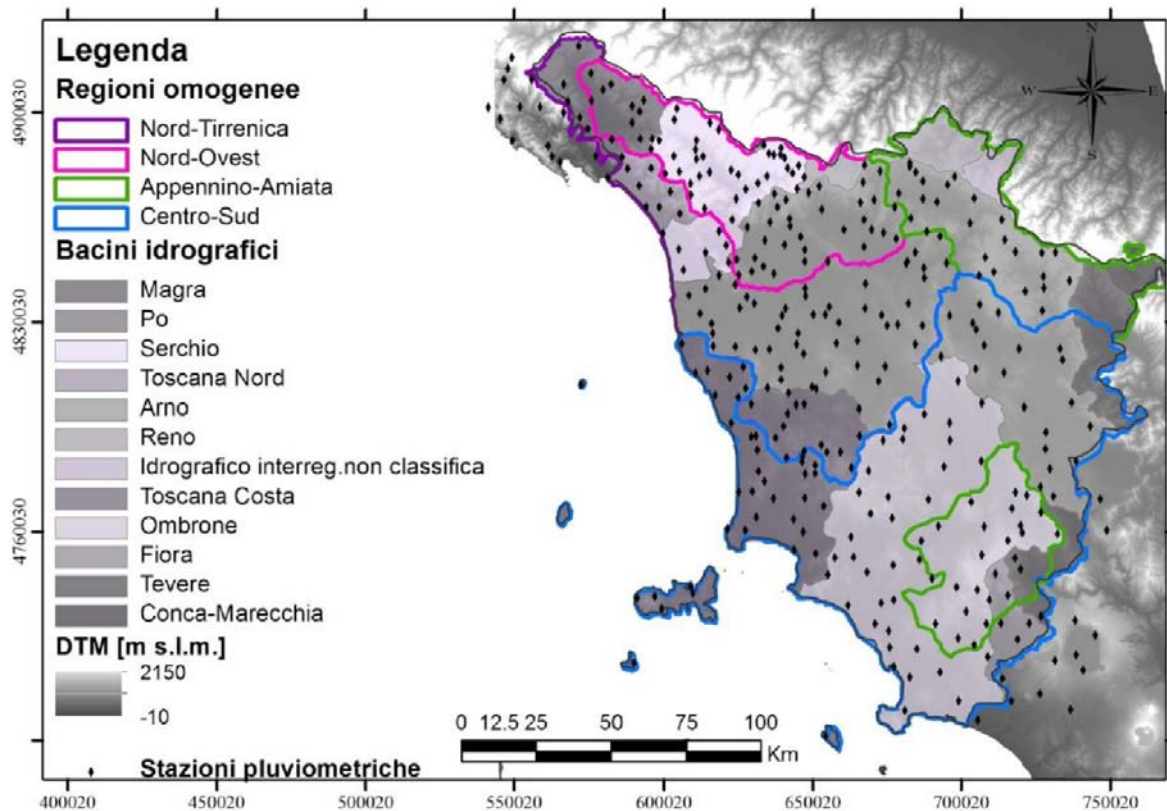 Legenda
Regioni omogenee
Nord-Tirrenica
Nord-Ovest
Appennino-Amiata
Centro-Sud
Bacini idrografici
Magra
Po
Serchio
Toscana Nord
Arno
Reno
Idrografico interreg.non classifica
Toscana Costa
Ombrone
Fiora
Tevere
Conca-Marecchia
DTM [m s.l.m.]
2150
-10
Stazioni pluviometriche
N
W E
S
0 12.5 25 50 75 100
Km
4900030
4830030
4760030
400020 450020 500020 550020 600020 650020 700020 750020